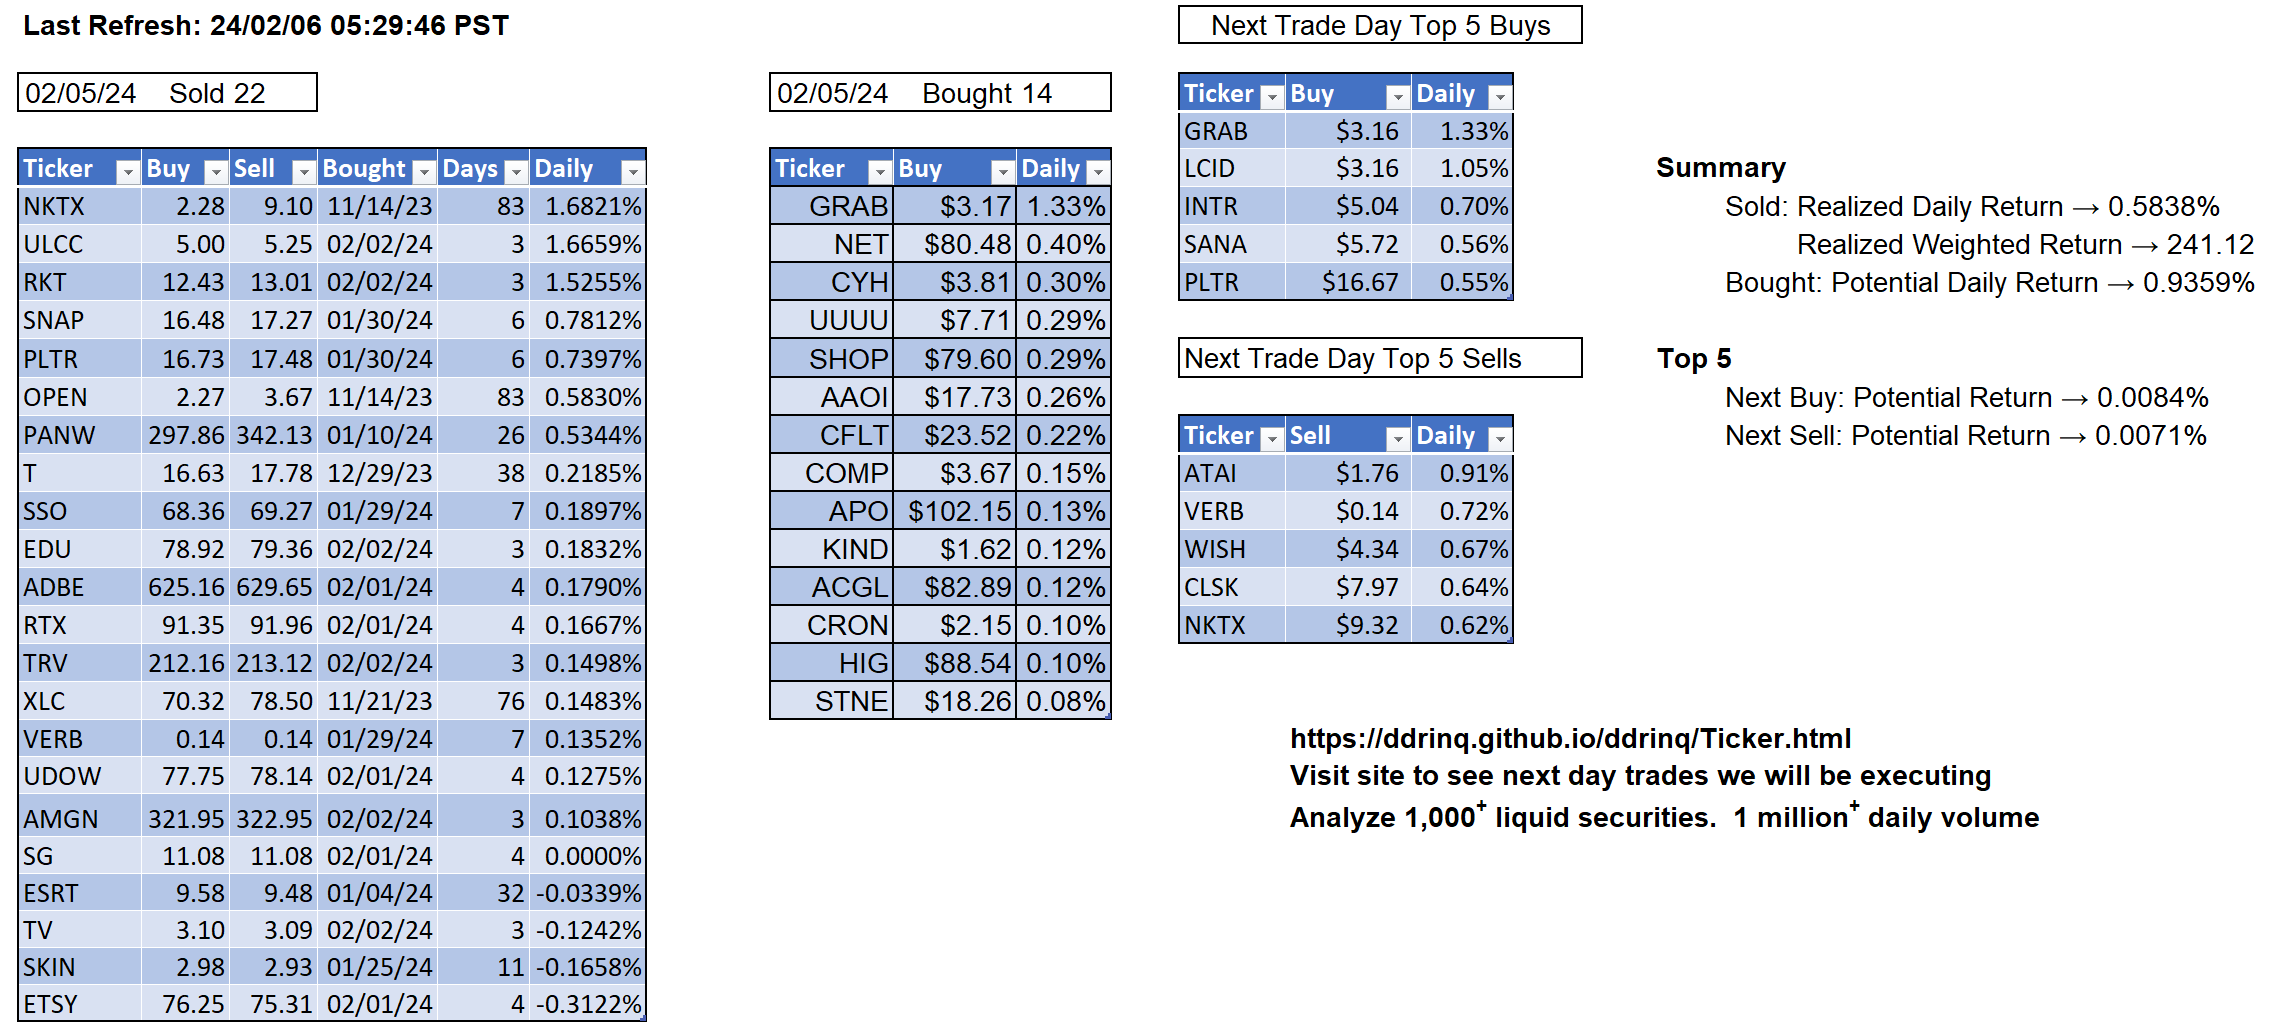 Last Refresh: 24/02/06 05:29:46 PST
02/05/24 Sold 22
Ticker Buy Sell Bought Days Daily
NKTX 2.28 9.10 11/14/23 83 1.6821%
ULCC 5.00 5.25 02/02/24 3 1.6659%
RKT 12.43 13.01 02/02/24 3 1.5255%
SNAP 16.48 17.27 01/30/24 6 0.7812%
PLTR 16.73 17.48 01/30/24 6 0.7397%
OPEN 2.27 3.67 11/14/23 83 0.5830%
PANW 297.86 342.13 01/10/24 26 0.5344%
T 16.63 17.78 12/29/23 38 0.2185%
SSO 68.36 69.27 01/29/24 7 0.1897%
EDU 78.92 79.36 02/02/24 3 0.1832%
ADBE 625.16 629.65 02/01/24 4 0.1790%
RTX 91.35 91.96 02/01/24 4 0.1667%
TRV 212.16 213.12 02/02/24 3 0.1498%
XLC 70.32 78.50 11/21/23 76 0.1483%
VERB 0.14 0.14 01/29/24 7 0.1352%
UDOW 77.75 78.14 02/01/24 4 0.1275%
AMGN 321.95 322.95 02/02/24 3 0.1038%
SG 11.08 11.08 02/01/24 4 0.0000%
ESRT 9.58 9.48 01/04/24 32 -0.0339%
TV 3.10 3.09 02/02/24 3 -0.1242%
SKIN 2.98 2.93 01/25/24 11 -0.1658%
ETSY 76.25 75.31 02/01/24 4 -0.3122%
02/05/24 Bought 14
Ticker Buy Daily
GRAB $3.17 1.33%
NET $80.48 0.40%
CYH $3.81 0.30%
UUUU $7.71 0.29%
SHOP $79.60 0.29%
AAOI $17.73 0.26%
CFLT $23.52 0.22%
COMP $3.67 0.15%
APO $102.15 0.13%
KIND $1.62 0.12%
ACGL $82.89 0.12%
CRON $2.15 0.10%
HIG $88.54 0.10%
STNE $18.26 0.08%
Next Trade Day Top 5 Buys
Ticker Buy Daily
GRAB $3.16 1.33%
LCID $3.16 1.05%
INTR $5.04 0.70%
SANA $5.72 0.56%
PLTR $16.67 0.55%
Next Trade Day Top 5 Sells
Ticker Sell Daily
ATAI $1.76 0.91%
VERB $0.14 0.72%
WISH $4.34 0.67%
CLSK $7.97 0.64%
NKTX $9.32 0.62%
Summary
Sold: Realized Daily Return → 0.5838%
Realized Weighted Return → 241.12
Bought: Potential Daily Return → 0.9359%
Top 5
Next Buy: Potential Return → 0.0084%
Next Sell: Potential Return → 0.0071%
https://ddrinq.github.io/ddrinq/Ticker.html
Visit site to see next day trades we will be executing
Analyze 1,000⁺ liquid securities. 1 million⁺ daily volume